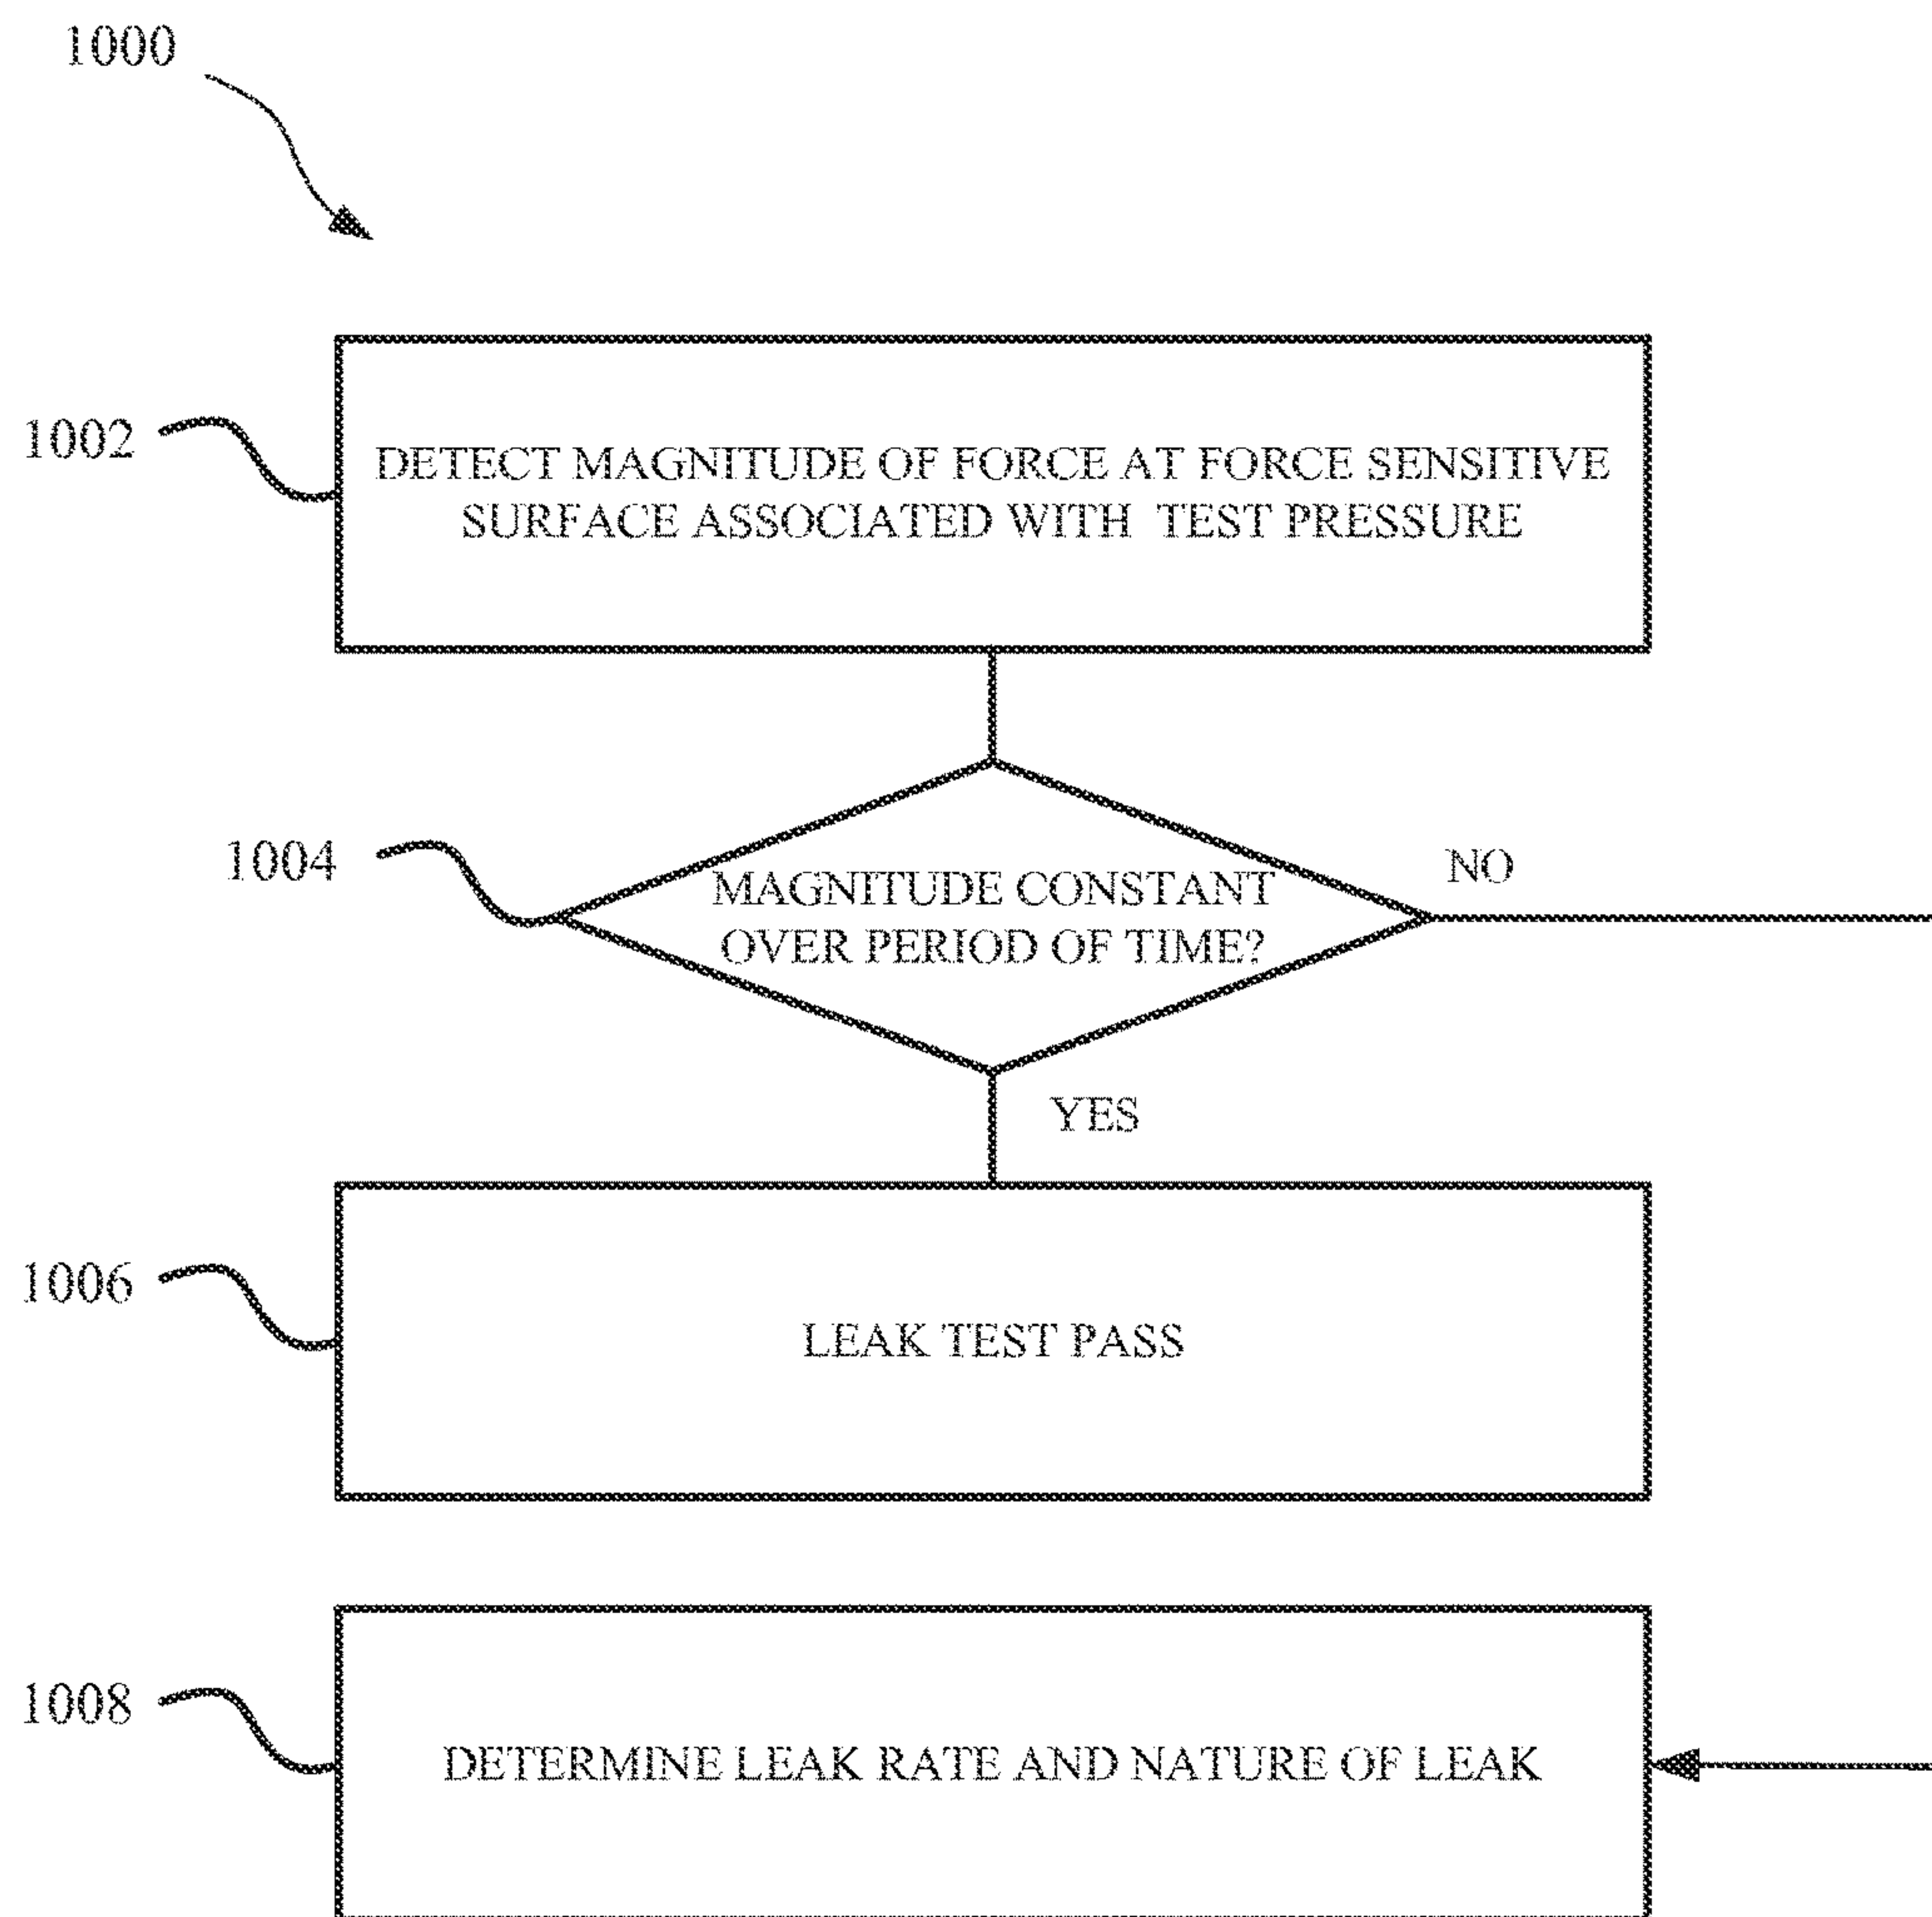 1000
1002
DETECT MAGNITUDE OF FORCE AT FORCE SENSITIVE
SURFACE ASSOCIATED WITH TEST PRESSURE
1004
MAGNITUDE CONSTANT
OVER PERIOD OF TIME?
NO
YES
1006
LEAK TEST PASS
1008
DETERMINE LEAK RATE AND NATURE OF LEAK